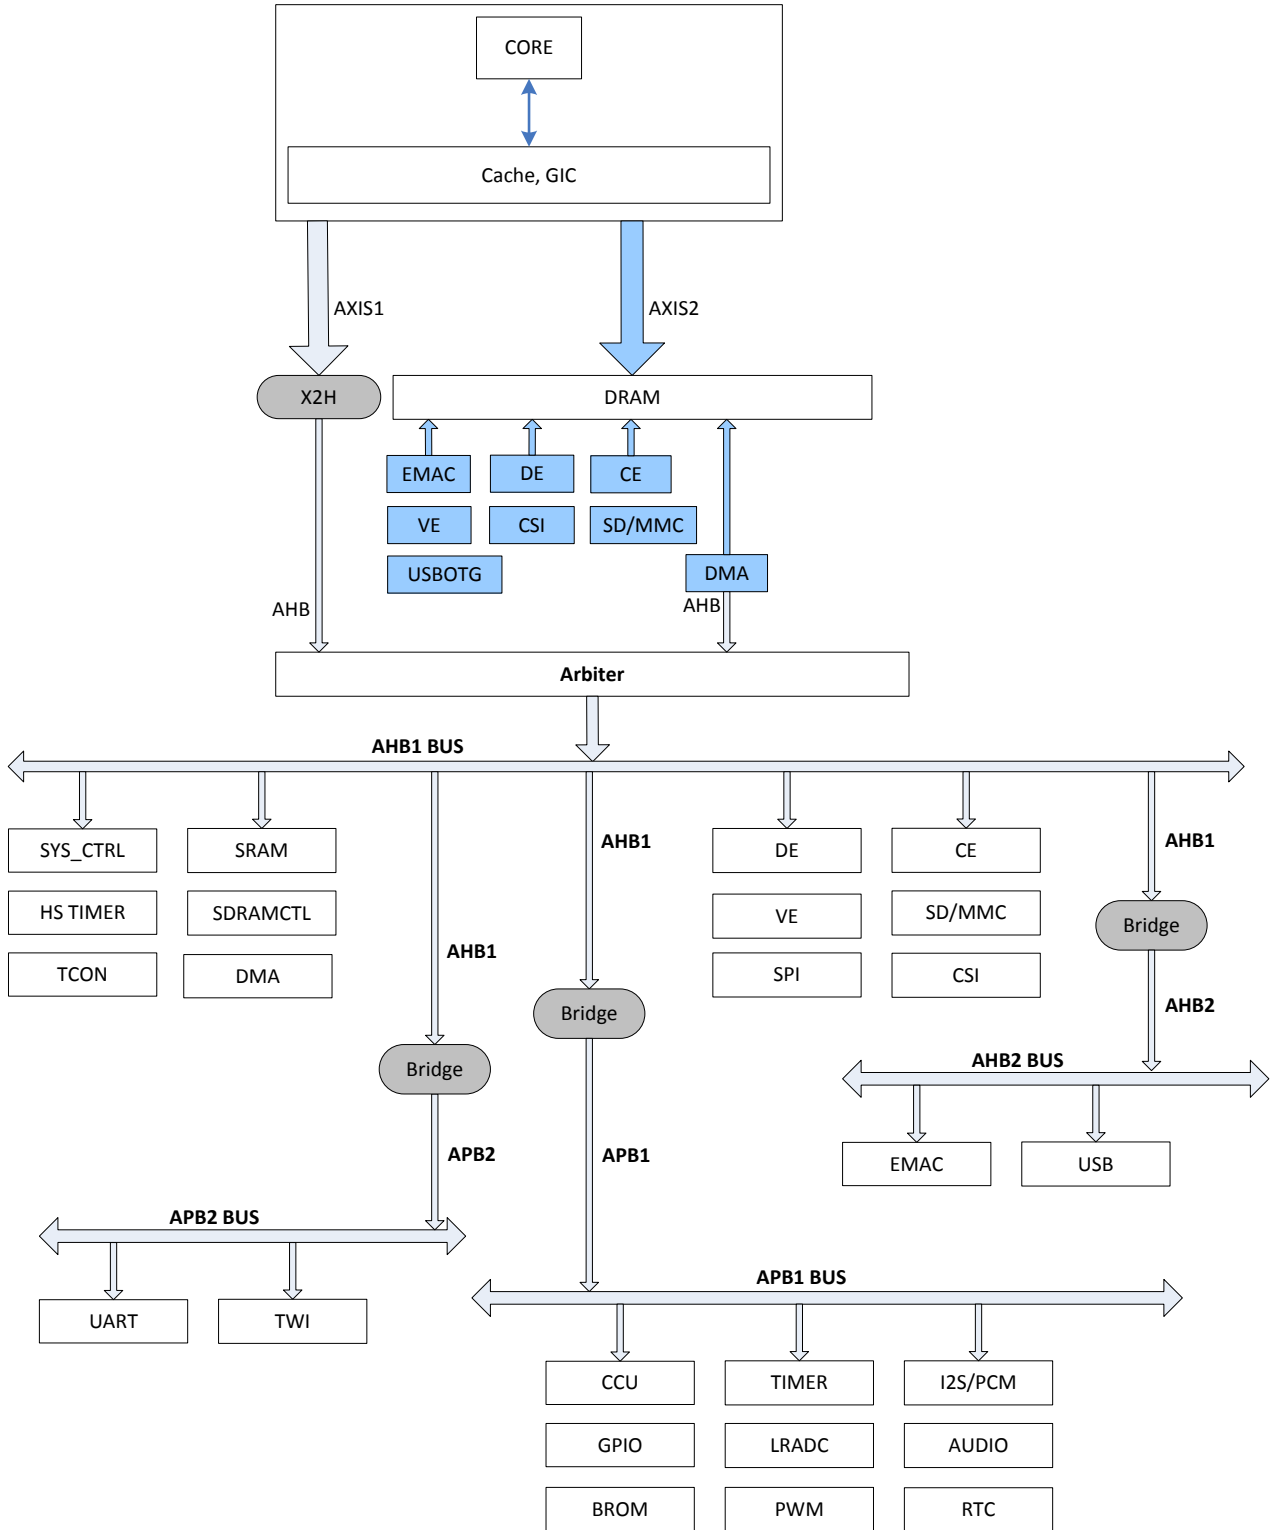 CORE
Cache, GIC
AXIS1
AXIS2
X2H
DRAM
EMAC
DE
CE
VE
CSI
SD/MMC
USBOTG
DMA
AHB
AHB
Arbiter
AHB1 BUS
SYS_CTRL
SRAM
AHB1
DE
CE
AHB1
HS TIMER
SDRAMCTL
VE
SD/MMC
Bridge
TCON
DMA
AHB1
SPI
CSI
Bridge
AHB2
Bridge
AHB2 BUS
APB2
APB1
EMAC
USB
APB2 BUS
APB1 BUS
UART
TWI
CCU
TIMER
I2S/PCM
GPIO
LRADC
AUDIO
BROM
PWM
RTC